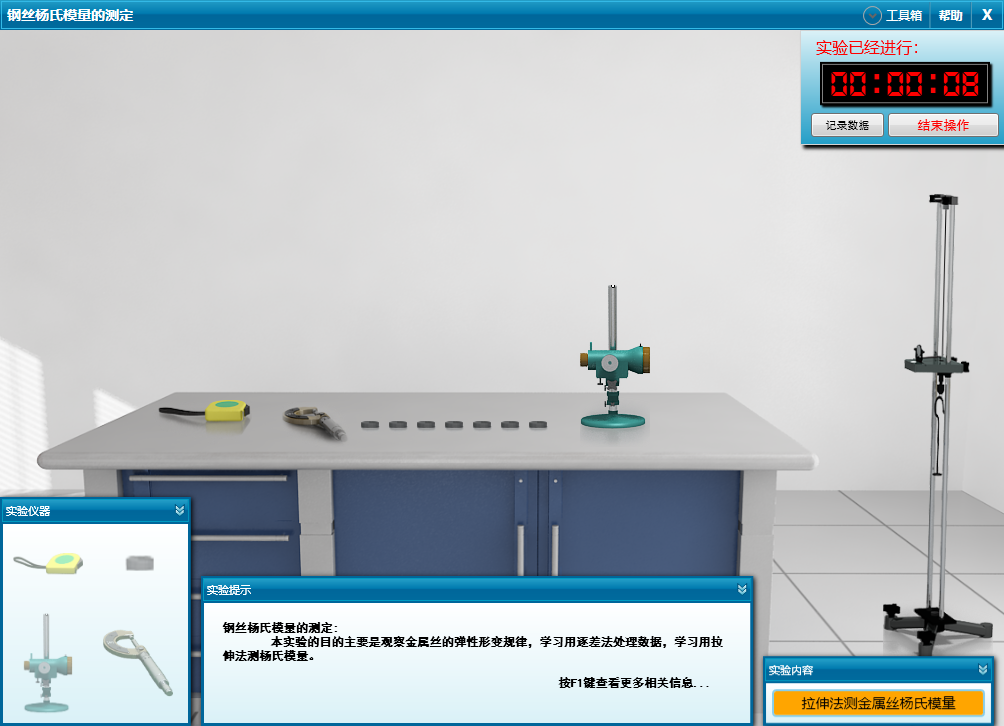 钢丝杨氏模量的测定
工具箱 帮助 X
实验已经进行：
00:00:08
记录数据 结束操作
实验仪器
实验提示
钢丝杨氏模量的测定：
本实验的目的主要是观察金属丝的弹性形变规律，学习用逐差法处理数据，学习用拉
伸法测杨氏模量。
按F1键查看更多相关信息...
实验内容
拉伸法测金属丝杨氏模量